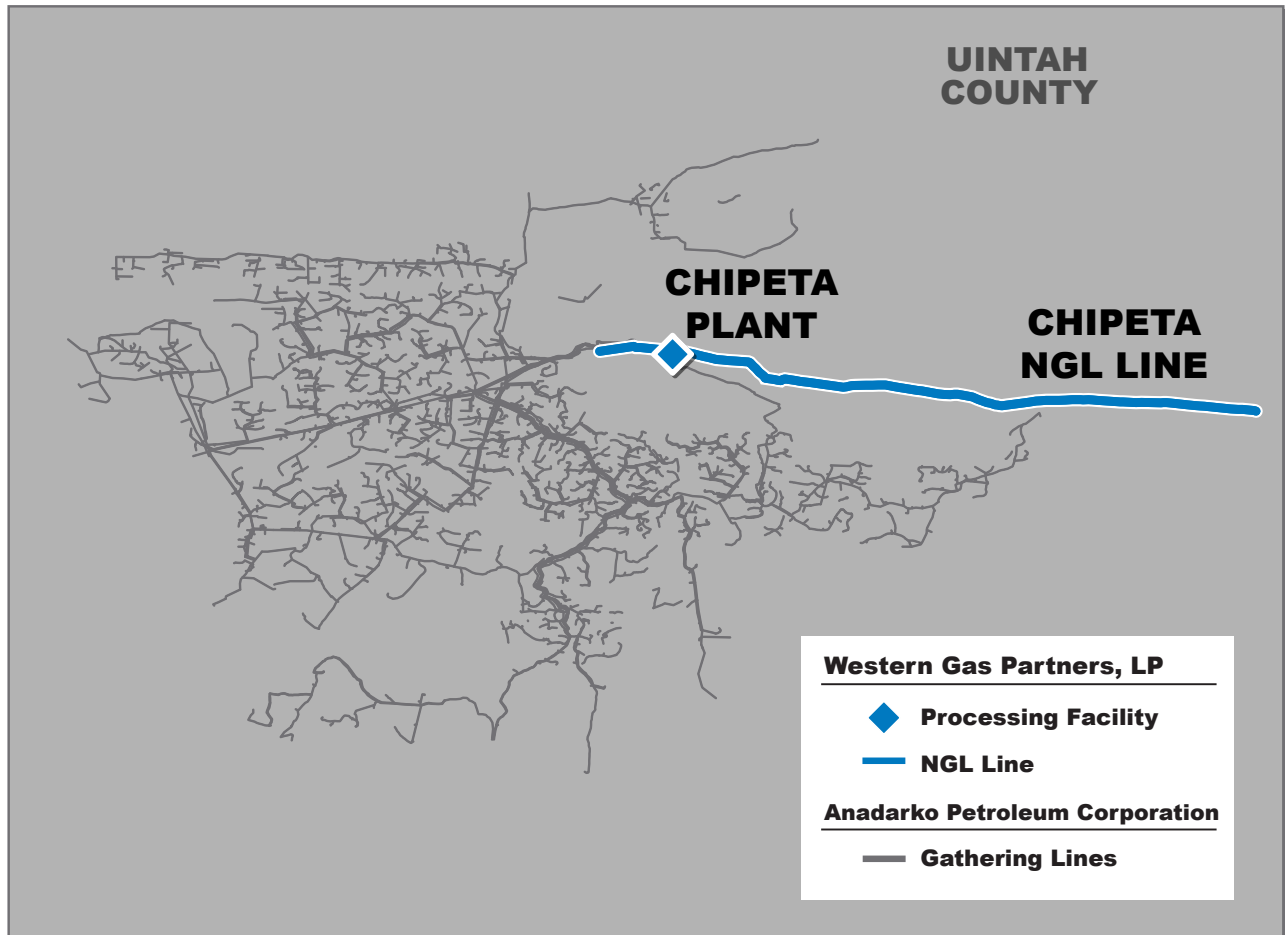 UINTAH
COUNTY
CHIPETA
PLANT
CHIPETA
NGL LINE
Western Gas Partners, LP
Processing Facility
NGL Line
Anadarko Petroleum Corporation
Gathering Lines